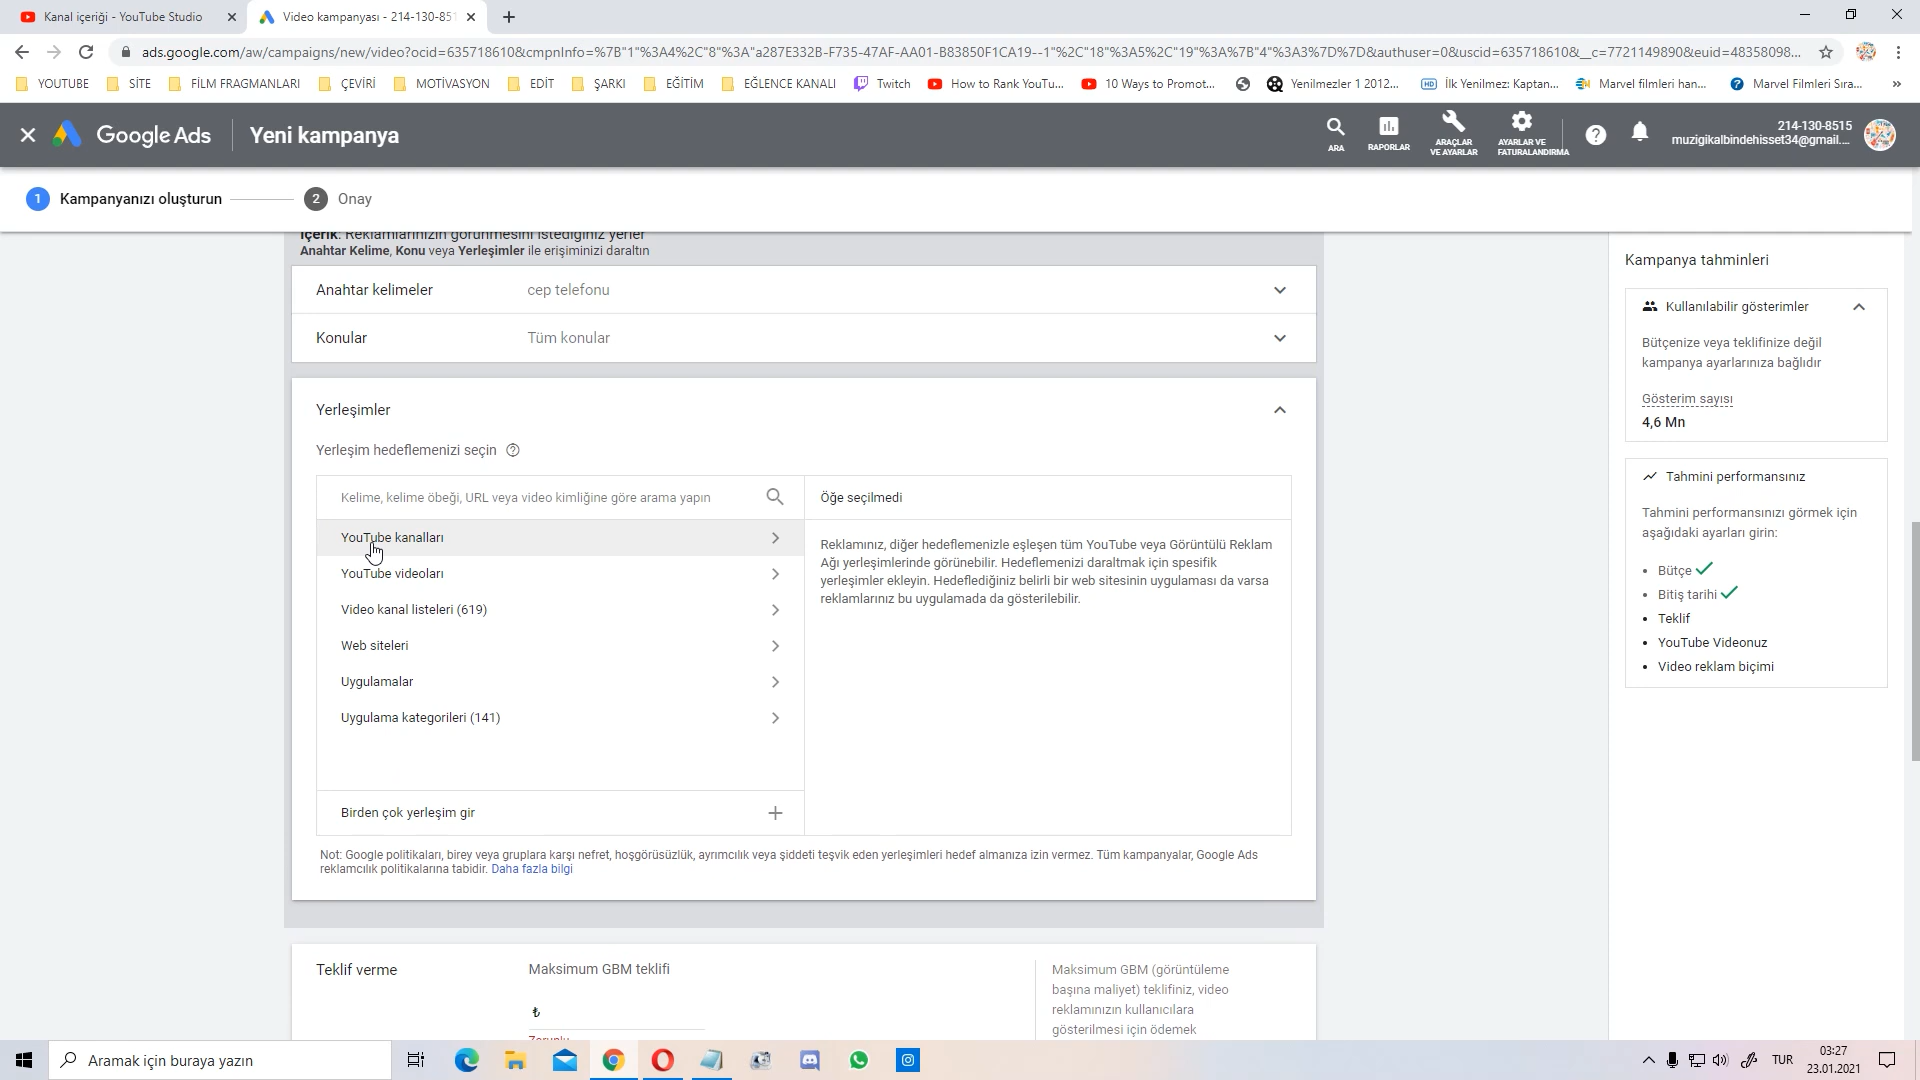 Kanal içeriği - YouTube Studio
Video kampanyası - 214-130-851
ads.google.com/aw/campaigns/new/video?ocid=635718610&cmpnInfo=%7B"1"%3A4%2C"8"%3A"a287E332B-F735-47AF-AA01-B83850F1CA19--1"%2C"18"%3A5%2C"19"%3A%7B"4"%3A3%7D%7D&authuser=0&uscid=635718610&__c=7721149890&euid=48358098...
YOUTUBE SİTE FİLM FRAGMANLARI ÇEVİRİ MOTİVASYON EDİT ŞARKI EĞİTİM EĞLENCE KANALI Twitch How to Rank YouTu... 10 Ways to Promot... Yenilmezler 1 2012... İlk Yenilmez: Kaptan... Marvel filmleri han... Marvel Filmleri Sıra... »
Google Ads Yeni kampanya
ARA
RAPORLAR
ARAÇLAR
VE AYARLAR
AYARLAR VE
FATURALANDIRMA
214-130-8515
muzigikalbindehisset34@gmail....
1 Kampanyanızı oluşturun
2 Onay
İçerik: Reklamlarınızın görünmesini istediğiniz yerler
Anahtar Kelime, Konu veya Yerleşimler ile erişiminizi daraltın
Anahtar kelimeler cep telefonu
Konular Tüm konular
Yerleşimler
Yerleşim hedeflemenizi seçin
Kelime, kelime öbeği, URL veya video kimliğine göre arama yapın
YouTube kanalları
YouTube videoları
Video kanal listeleri (619)
Web siteleri
Uygulamalar
Uygulama kategorileri (141)
Birden çok yerleşim gir
Öğe seçilmedi
Reklamınız, diğer hedeflemenizle eşleşen tüm YouTube veya Görüntülü Reklam
Ağı yerleşimlerinde görünebilir. Hedeflemenizi daraltmak için spesifik
yerleşimler ekleyin. Hedeflediğiniz belirli bir web sitesinin uygulaması da varsa
reklamlarınız bu uygulamada da gösterilebilir.
Not: Google politikaları, birey veya gruplara karşı nefret, hoşgörüsüzlük, ayrımcılık veya şiddeti teşvik eden yerleşimleri hedef almanıza izin vermez. Tüm kampanyalar, Google Ads
reklamcılık politikalarına tabidir. Daha fazla bilgi
Teklif verme
Maksimum GBM teklifi
₺
Zorunlu
Maksimum GBM (görüntüleme
başına maliyet) teklifiniz, video
reklamınızın kullanıcılara
gösterilmesi için ödemek
Kampanya tahminleri
Kullanılabilir gösterimler
Bütçenize veya teklifinize değil
kampanya ayarlarınıza bağlıdır
Gösterim sayısı
4,6 Mn
Tahmini performansınız
Tahmini performansınızı görmek için
aşağıdaki ayarları girin:
• Bütçe
• Bitiş tarihi
• Teklif
• YouTube Videonuz
• Video reklam biçimi
Aramak için buraya yazın
TUR
03:27
23.01.2021